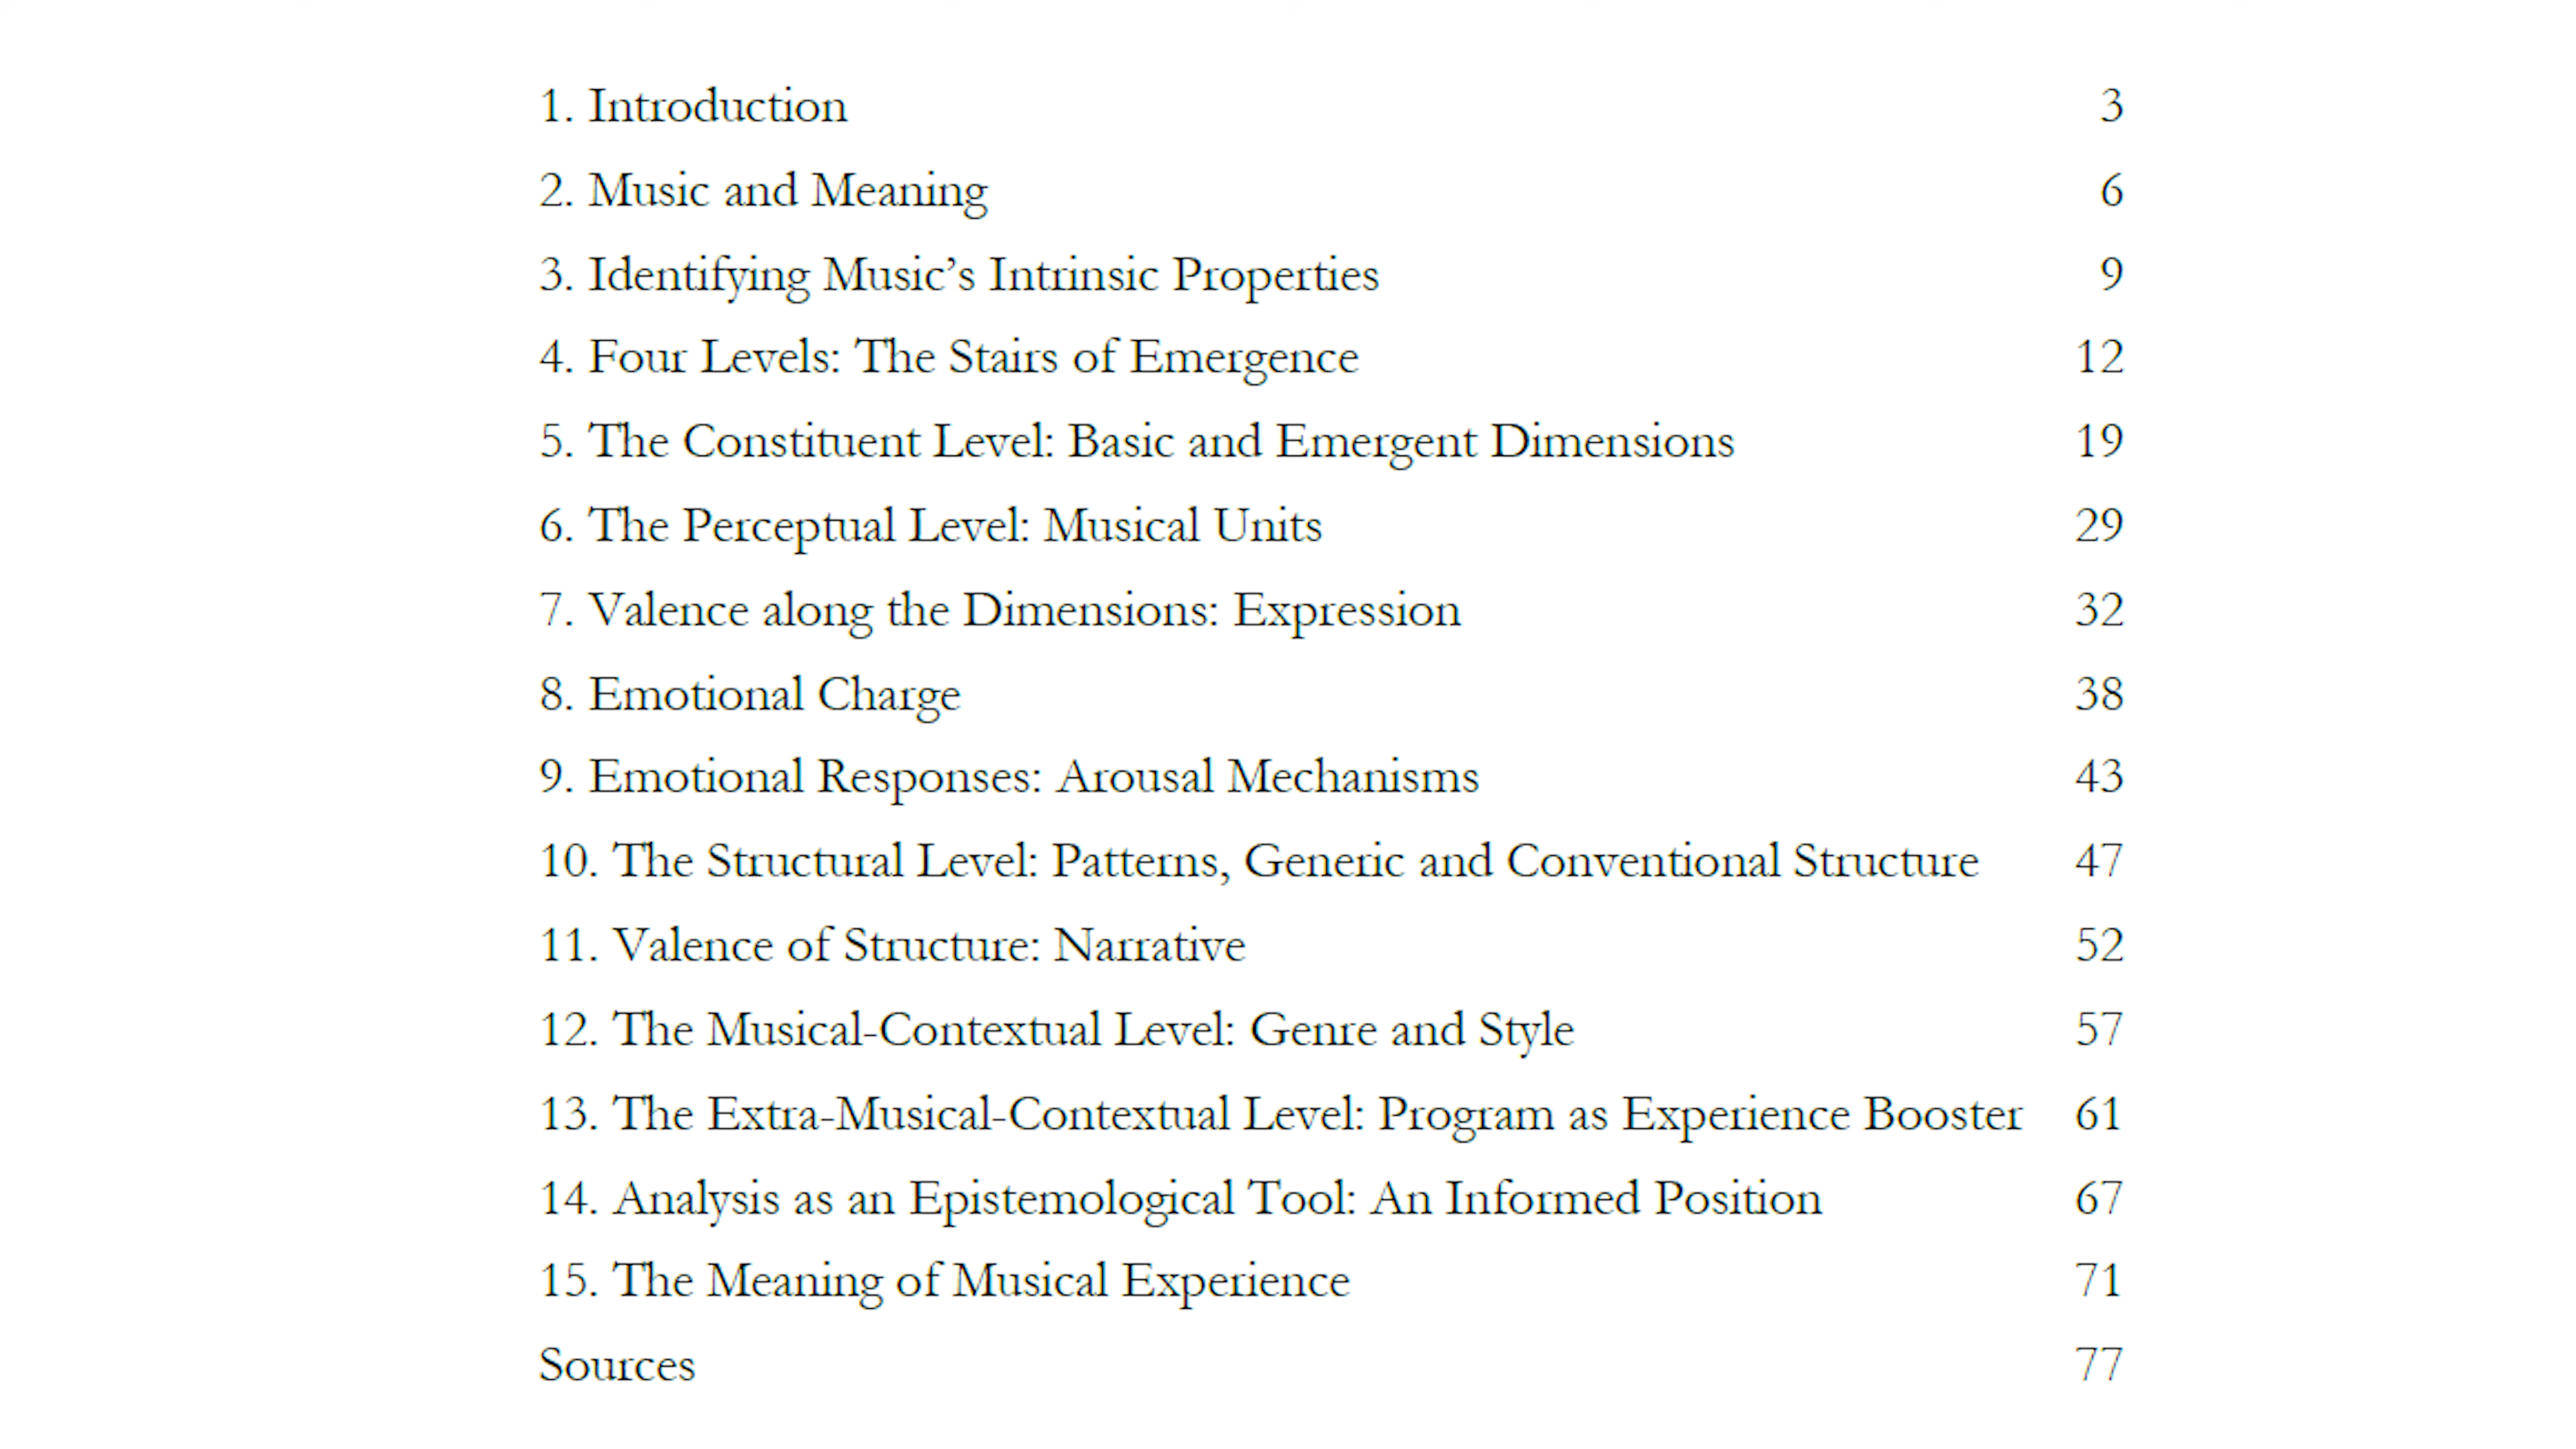 1. Introduction 3
2. Music and Meaning 6
3. Identifying Music’s Intrinsic Properties 9
4. Four Levels: The Stairs of Emergence 12
5. The Constituent Level: Basic and Emergent Dimensions 19
6. The Perceptual Level: Musical Units 29
7. Valence along the Dimensions: Expression 32
8. Emotional Charge 38
9. Emotional Responses: Arousal Mechanisms 43
10. The Structural Level: Patterns, Generic and Conventional Structure 47
11. Valence of Structure: Narrative 52
12. The Musical-Contextual Level: Genre and Style 57
13. The Extra-Musical-Contextual Level: Program as Experience Booster 61
14. Analysis as an Epistemological Tool: An Informed Position 67
15. The Meaning of Musical Experience 71
Sources 77